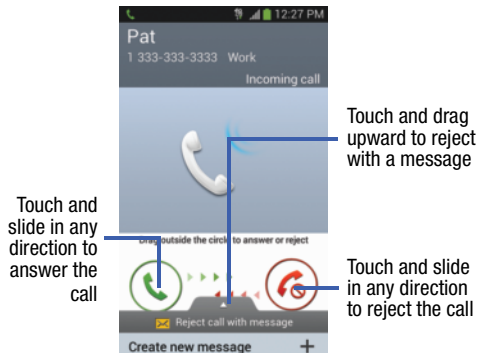 12:27 PM
Pat
1 333-333-3333 Work
Incoming call
Touch and drag
upward to reject
with a message
Touch and
slide in any
direction to
answer the
call
Drag outside the circle to answer or reject
Touch and slide
in any direction
to reject the call
Reject call with message
Create new message +